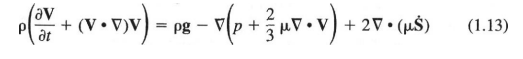 ρ(∂V/∂t + (V • ∇)V) = ρg − ∇(p + 2/3 μ∇ • V) + 2∇ • (μṠ) (1.13)